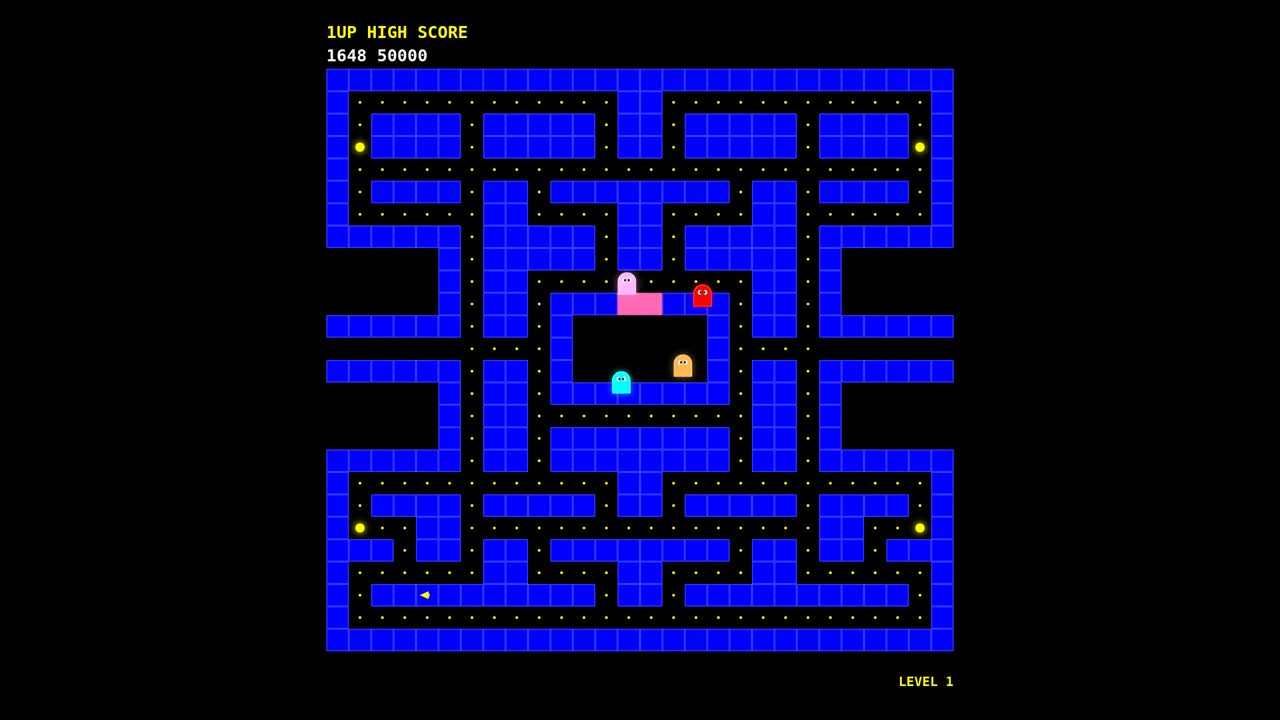 1UP HIGH SCORE
1648 50000
LEVEL 1